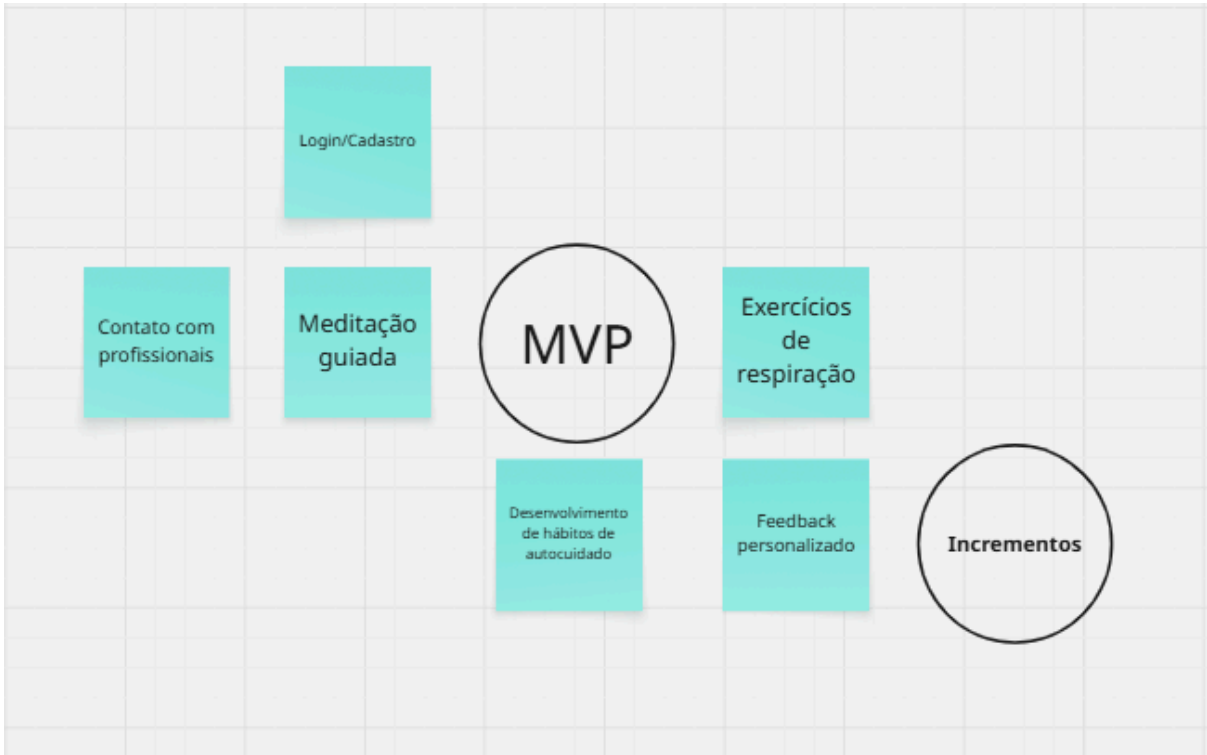 Login/Cadastro
Contato com
profissionais
Meditação
guiada
MVP
Exercícios
de
respiração
Desenvolvimento
de hábitos de
autocuidado
Feedback
personalizado
Incrementos